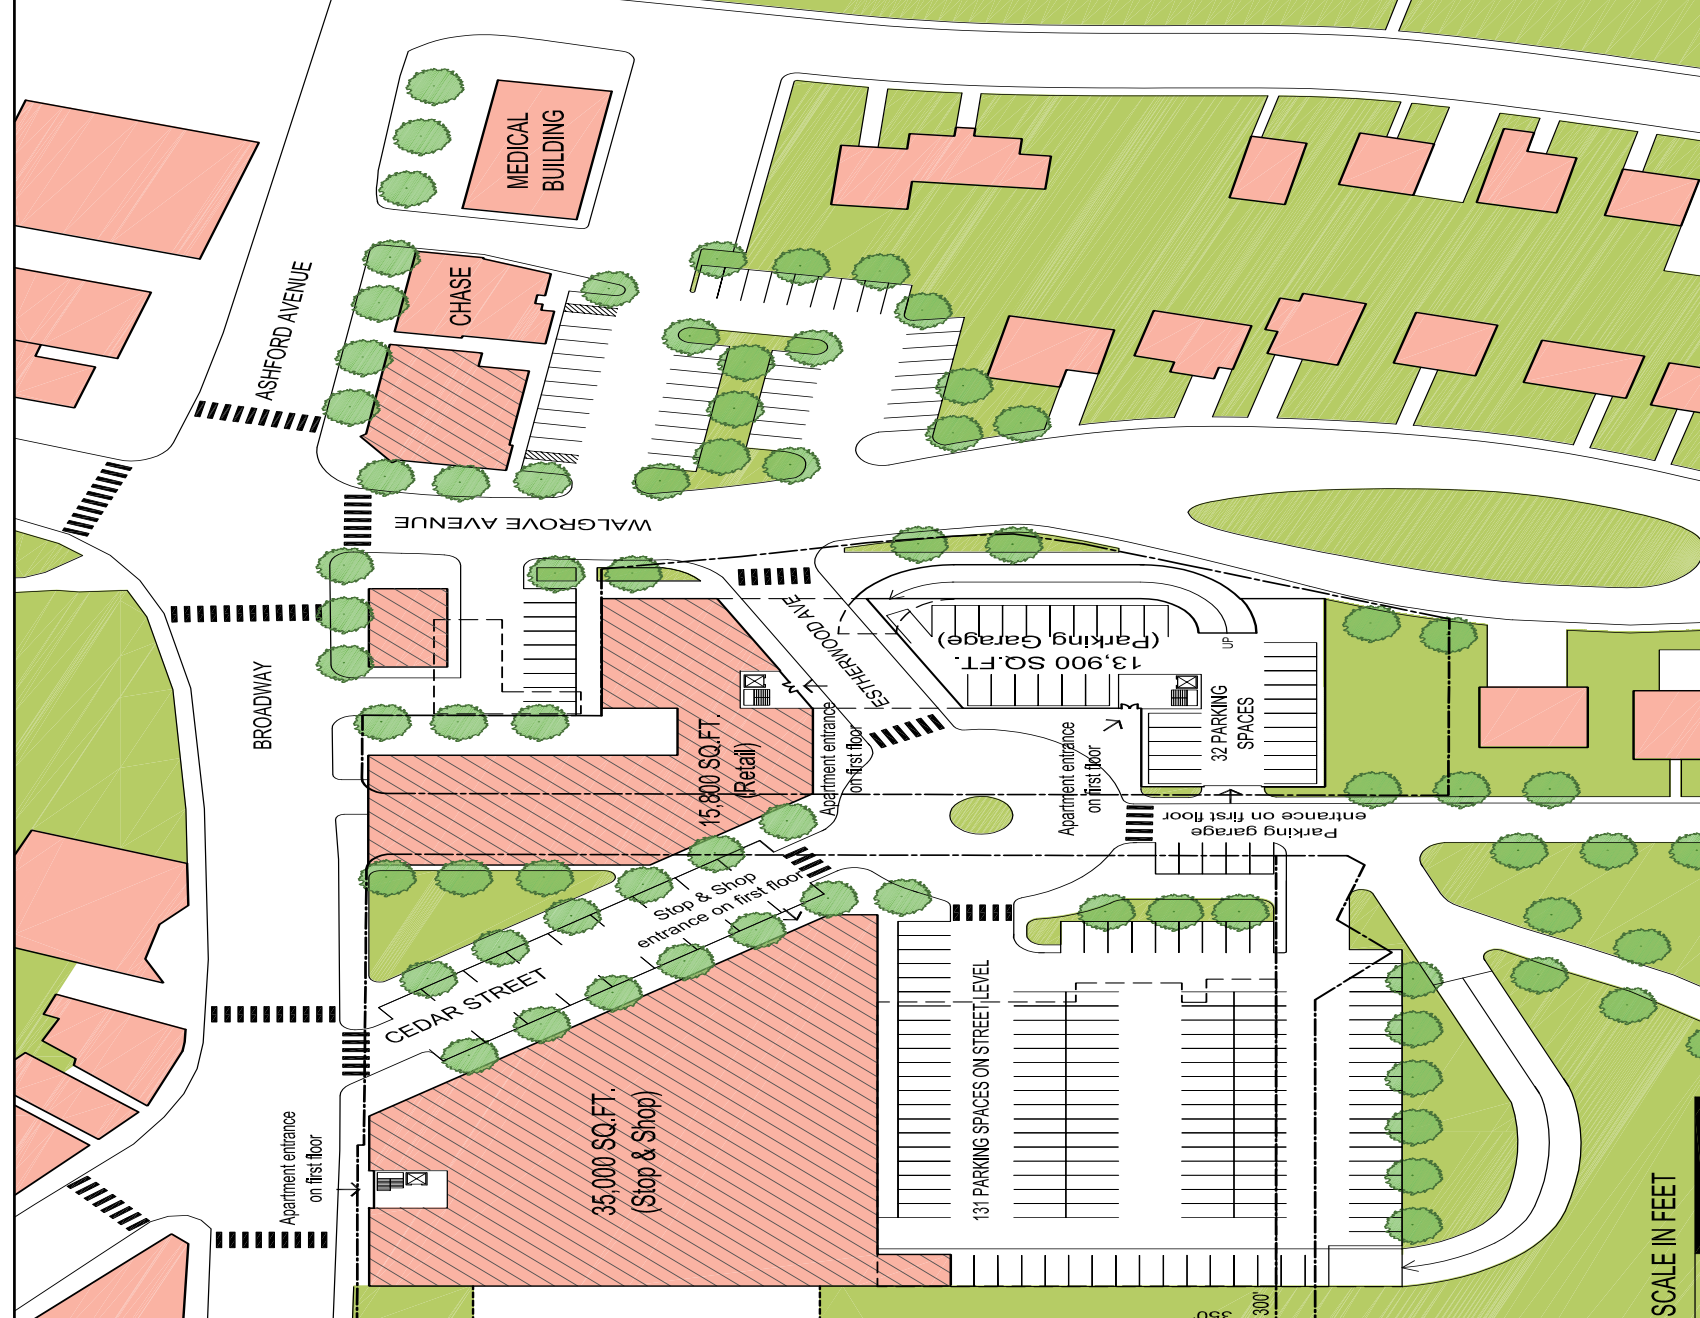 MEDICAL
BUILDING
CHASE
ASHFORD AVENUE
WALGROVE AVENUE
BROADWAY
ESTHERWOOD AVE
13,900 SQ.FT.
(Parking Garage)
UP
32 PARKING
SPACES
15,800 SQ.FT.
(Retail)
Apartment entrance
on first floor
Apartment entrance
on first floor
Parking garage
entrance on first floor
Stop & Shop
entrance on first floor
CEDAR STREET
131 PARKING SPACES ON STREET LEVEL
35,000 SQ.FT.
(Stop & Shop)
Apartment entrance
on first floor
350'
300'
SCALE IN FEET